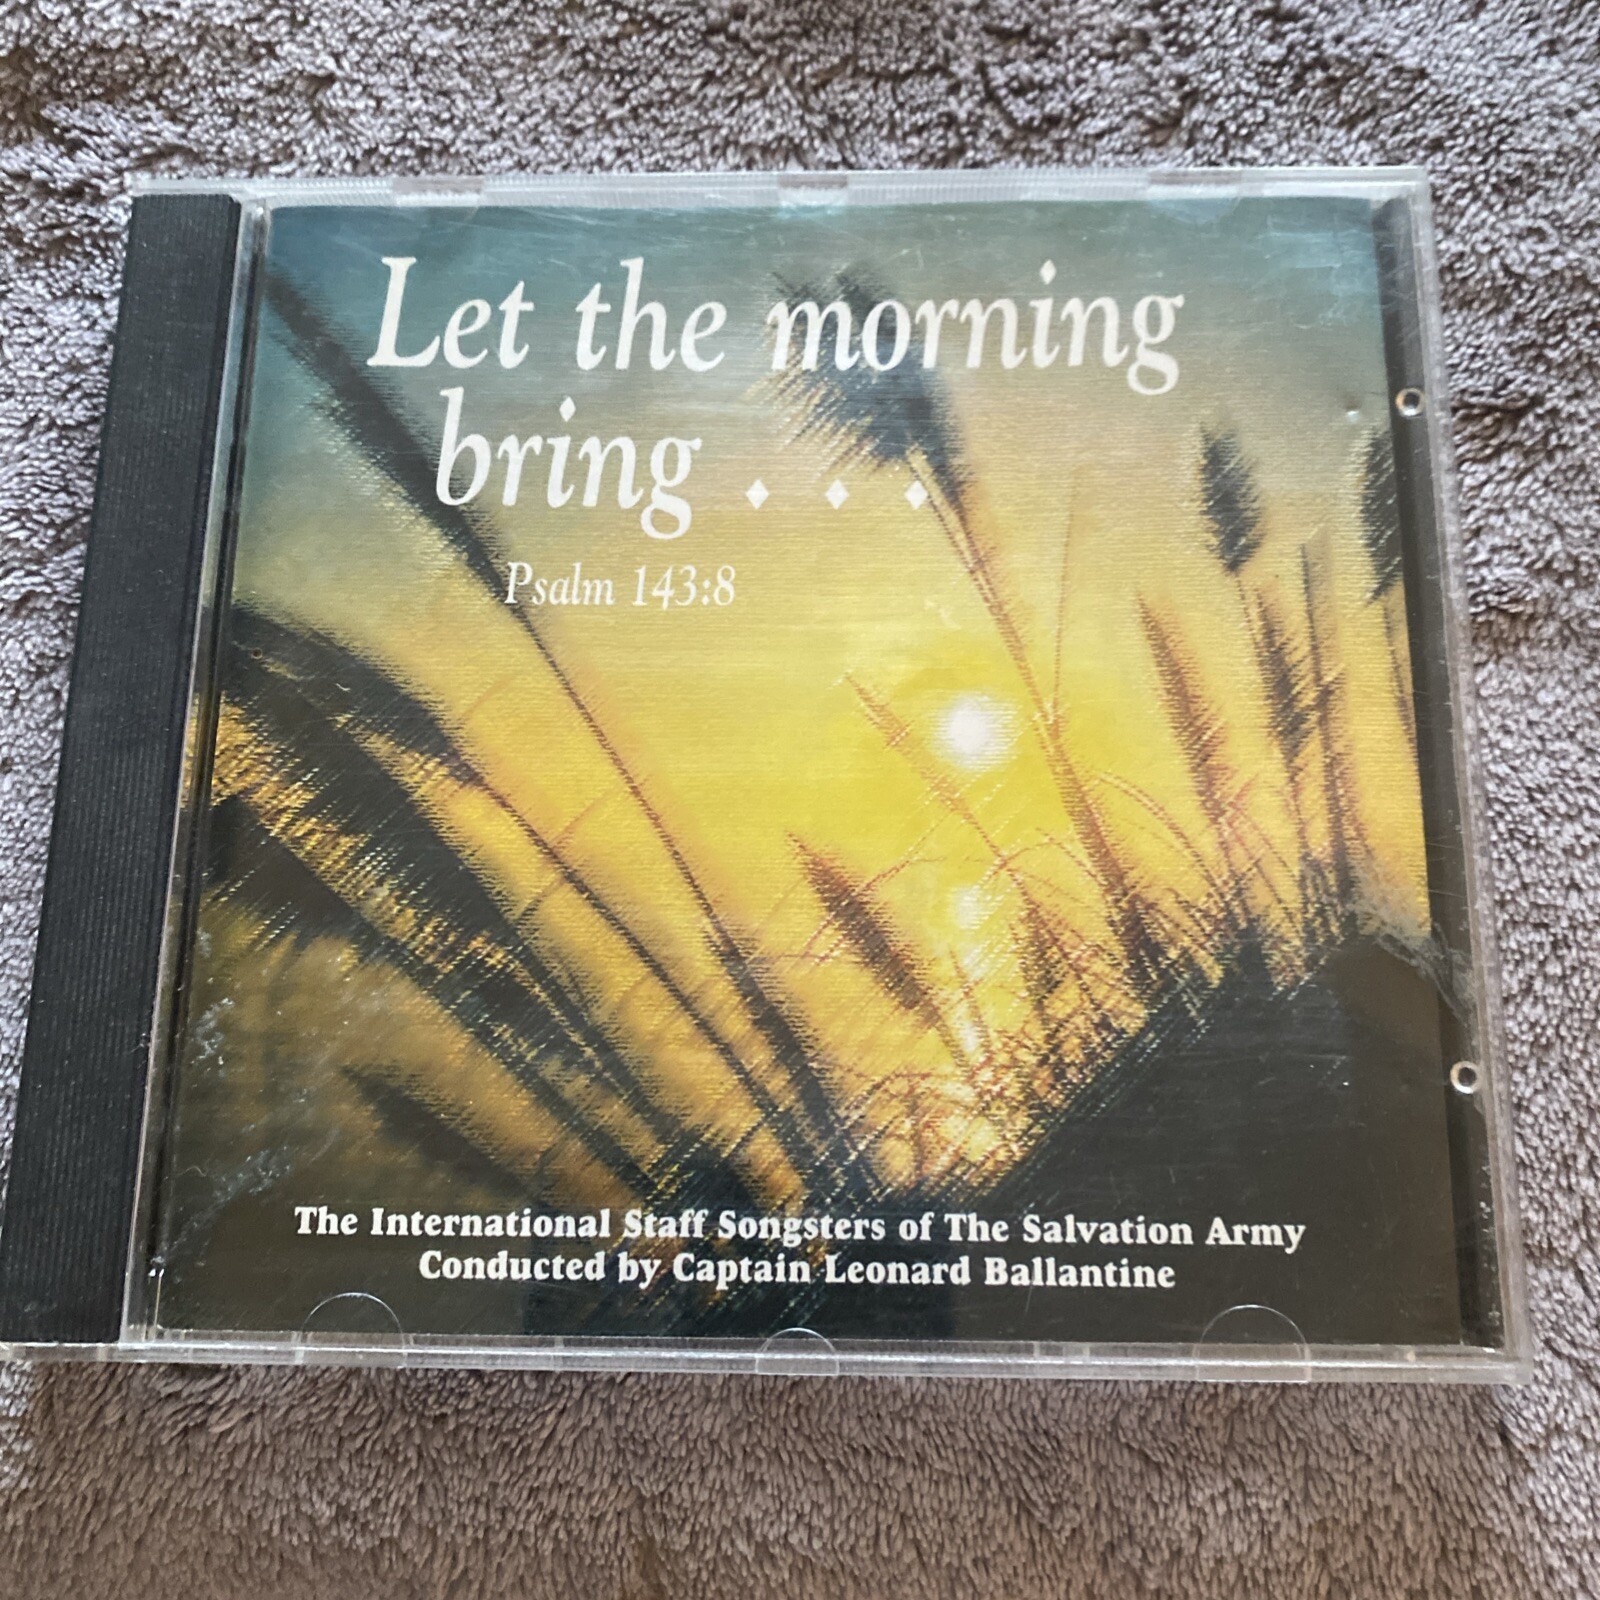 Let the morning
bring . . .
Psalm 143:8
The International Staff Songsters of The Salvation Army
Conducted by Captain Leonard Ballantine